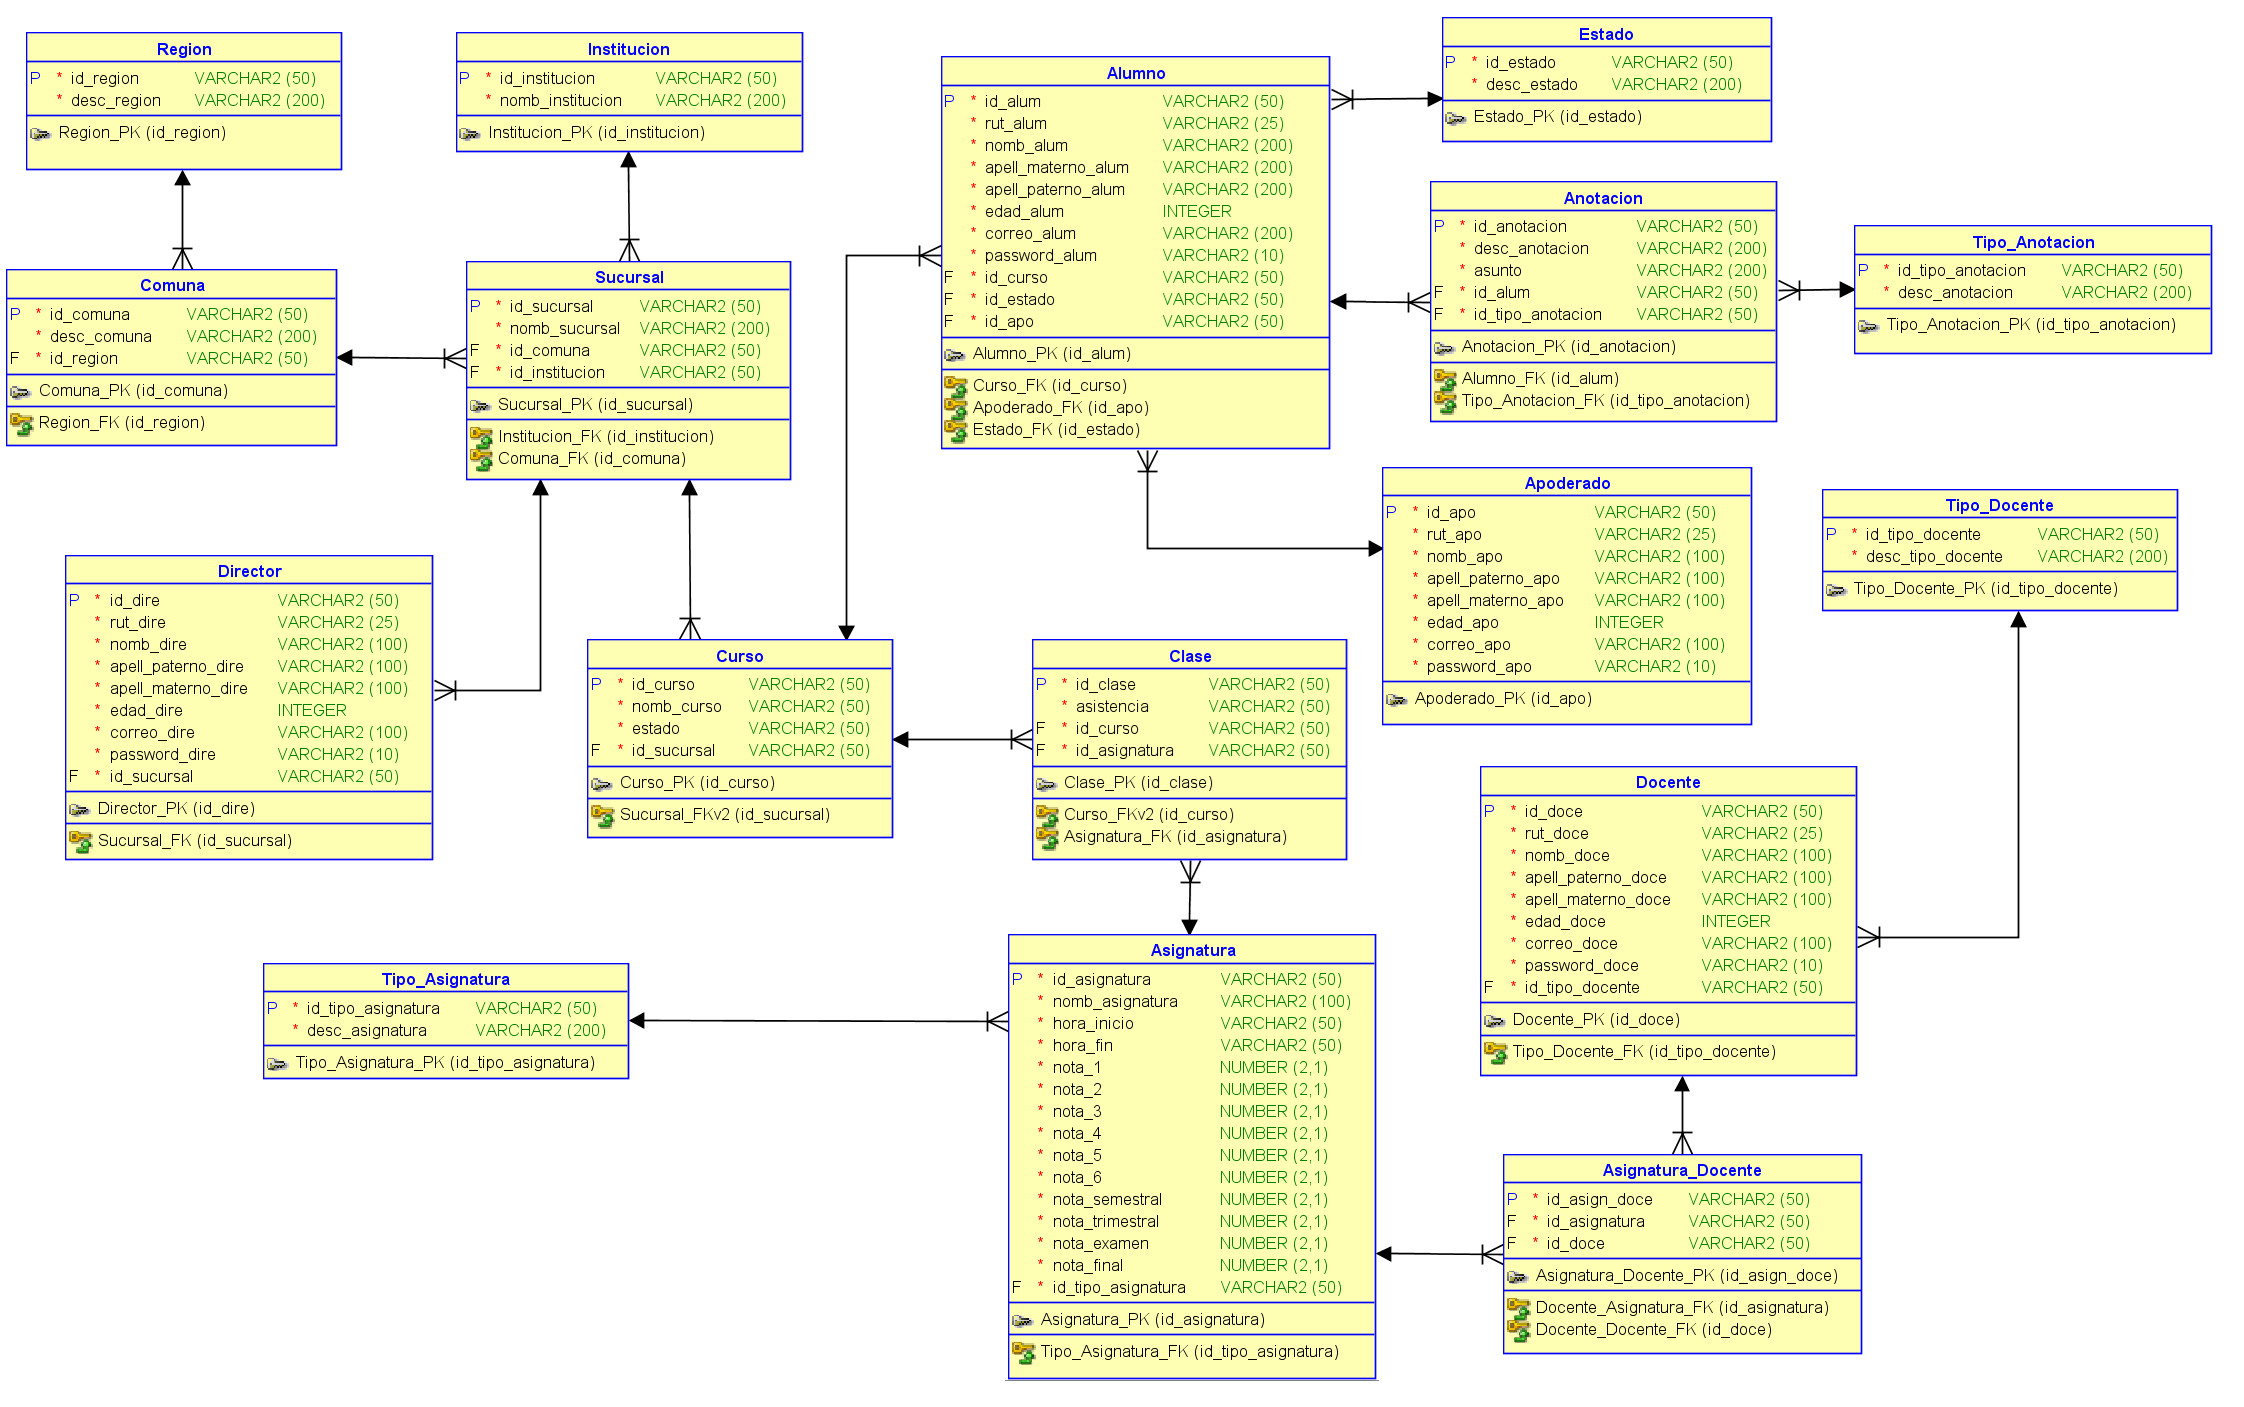 Region
P * id_region VARCHAR2 (50)
* desc_region VARCHAR2 (200)
Region_PK (id_region)
Institucion
P * id_institucion VARCHAR2 (50)
* nomb_institucion VARCHAR2 (200)
Institucion_PK (id_institucion)
Alumno
P * id_alum VARCHAR2 (50)
* rut_alum VARCHAR2 (25)
* nomb_alum VARCHAR2 (200)
* apell_materno_alum VARCHAR2 (200)
* apell_paterno_alum VARCHAR2 (200)
* edad_alum INTEGER
* correo_alum VARCHAR2 (200)
* password_alum VARCHAR2 (10)
F * id_curso VARCHAR2 (50)
F * id_estado VARCHAR2 (50)
F * id_apo VARCHAR2 (50)
Alumno_PK (id_alum)
Curso_FK (id_curso)
Apoderado_FK (id_apo)
Estado_FK (id_estado)
Estado
P * id_estado VARCHAR2 (50)
* desc_estado VARCHAR2 (200)
Estado_PK (id_estado)
Anotacion
P * id_anotacion VARCHAR2 (50)
* desc_anotacion VARCHAR2 (200)
* asunto VARCHAR2 (200)
F * id_alum VARCHAR2 (50)
F * id_tipo_anotacion VARCHAR2 (50)
Anotacion_PK (id_anotacion)
Alumno_FK (id_alum)
Tipo_Anotacion_FK (id_tipo_anotacion)
Tipo_Anotacion
P * id_tipo_anotacion VARCHAR2 (50)
* desc_anotacion VARCHAR2 (200)
Tipo_Anotacion_PK (id_tipo_anotacion)
Comuna
P * id_comuna VARCHAR2 (50)
* desc_comuna VARCHAR2 (200)
F * id_region VARCHAR2 (50)
Comuna_PK (id_comuna)
Region_FK (id_region)
Sucursal
P * id_sucursal VARCHAR2 (50)
* nomb_sucursal VARCHAR2 (200)
F * id_comuna VARCHAR2 (50)
F * id_institucion VARCHAR2 (50)
Sucursal_PK (id_sucursal)
Institucion_FK (id_institucion)
Comuna_FK (id_comuna)
Apoderado
P * id_apo VARCHAR2 (50)
* rut_apo VARCHAR2 (25)
* nomb_apo VARCHAR2 (100)
* apell_paterno_apo VARCHAR2 (100)
* apell_materno_apo VARCHAR2 (100)
* edad_apo INTEGER
* correo_apo VARCHAR2 (100)
* password_apo VARCHAR2 (10)
Apoderado_PK (id_apo)
Tipo_Docente
P * id_tipo_docente VARCHAR2 (50)
* desc_tipo_docente VARCHAR2 (200)
Tipo_Docente_PK (id_tipo_docente)
Director
P * id_dire VARCHAR2 (50)
* rut_dire VARCHAR2 (25)
* nomb_dire VARCHAR2 (100)
* apell_paterno_dire VARCHAR2 (100)
* apell_materno_dire VARCHAR2 (100)
* edad_dire INTEGER
* correo_dire VARCHAR2 (100)
* password_dire VARCHAR2 (10)
F * id_sucursal VARCHAR2 (50)
Director_PK (id_dire)
Sucursal_FK (id_sucursal)
Curso
P * id_curso VARCHAR2 (50)
* nomb_curso VARCHAR2 (50)
* estado VARCHAR2 (50)
F * id_sucursal VARCHAR2 (50)
Curso_PK (id_curso)
Sucursal_FKv2 (id_sucursal)
Clase
P * id_clase VARCHAR2 (50)
* asistencia VARCHAR2 (50)
F * id_curso VARCHAR2 (50)
F * id_asignatura VARCHAR2 (50)
Clase_PK (id_clase)
Curso_FKv2 (id_curso)
Asignatura_FK (id_asignatura)
Docente
P * id_doce VARCHAR2 (50)
* rut_doce VARCHAR2 (25)
* nomb_doce VARCHAR2 (100)
* apell_paterno_doce VARCHAR2 (100)
* apell_materno_doce VARCHAR2 (100)
* edad_doce INTEGER
* correo_doce VARCHAR2 (100)
* password_doce VARCHAR2 (10)
F * id_tipo_docente VARCHAR2 (50)
Docente_PK (id_doce)
Tipo_Docente_FK (id_tipo_docente)
Tipo_Asignatura
P * id_tipo_asignatura VARCHAR2 (50)
* desc_asignatura VARCHAR2 (200)
Tipo_Asignatura_PK (id_tipo_asignatura)
Asignatura
P * id_asignatura VARCHAR2 (50)
* nomb_asignatura VARCHAR2 (100)
* hora_inicio VARCHAR2 (50)
* hora_fin VARCHAR2 (50)
* nota_1 NUMBER (2,1)
* nota_2 NUMBER (2,1)
* nota_3 NUMBER (2,1)
* nota_4 NUMBER (2,1)
* nota_5 NUMBER (2,1)
* nota_6 NUMBER (2,1)
* nota_semestral NUMBER (2,1)
* nota_trimestral NUMBER (2,1)
* nota_examen NUMBER (2,1)
* nota_final NUMBER (2,1)
F * id_tipo_asignatura VARCHAR2 (50)
Asignatura_PK (id_asignatura)
Tipo_Asignatura_FK (id_tipo_asignatura)
Asignatura_Docente
P * id_asign_doce VARCHAR2 (50)
F * id_asignatura VARCHAR2 (50)
F * id_doce VARCHAR2 (50)
Asignatura_Docente_PK (id_asign_doce)
Docente_Asignatura_FK (id_asignatura)
Docente_Docente_FK (id_doce)